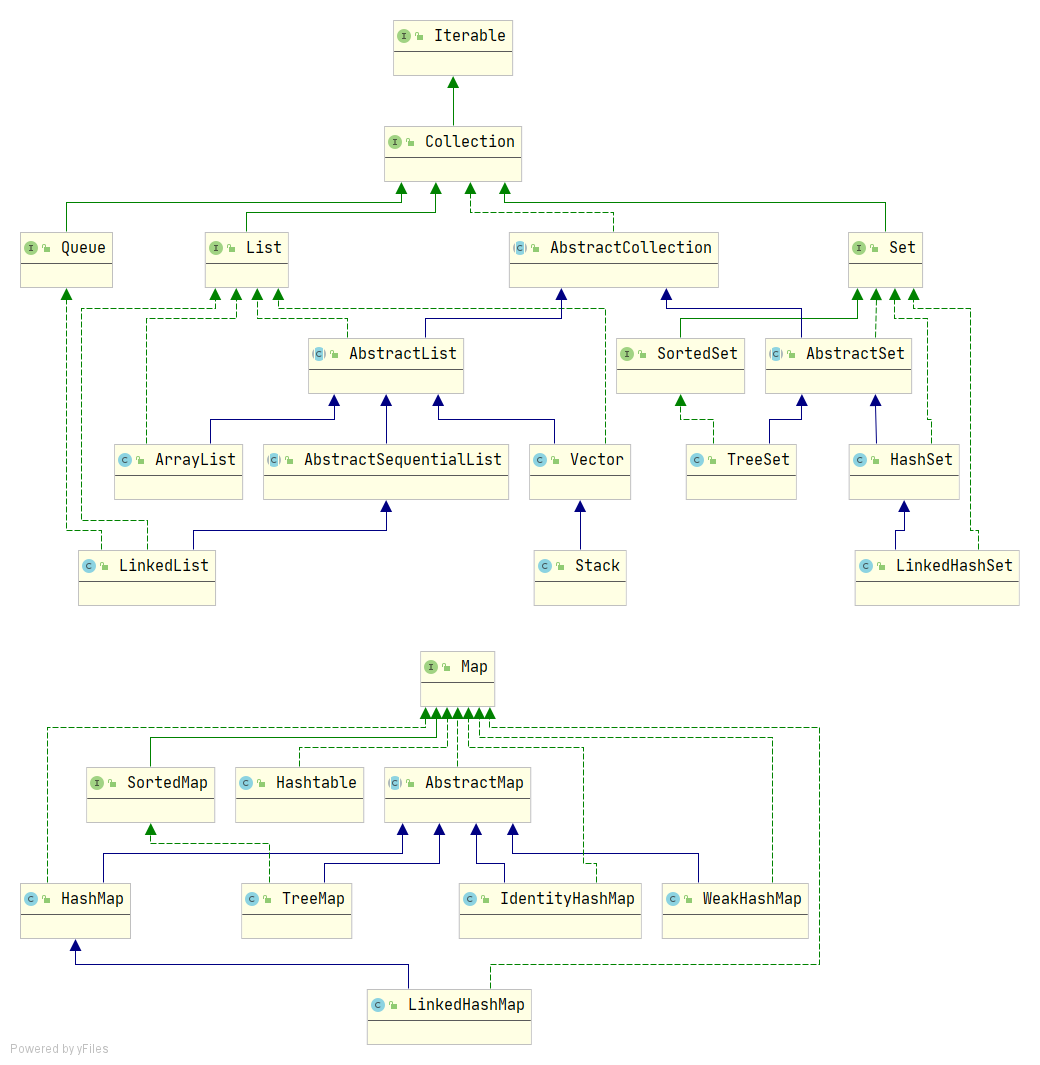 Iterable
Collection
Queue
List
AbstractCollection
Set
AbstractList
SortedSet
AbstractSet
ArrayList
AbstractSequentialList
Vector
TreeSet
HashSet
LinkedList
Stack
LinkedHashSet
Map
SortedMap
Hashtable
AbstractMap
HashMap
TreeMap
IdentityHashMap
WeakHashMap
LinkedHashMap
Powered by yFiles